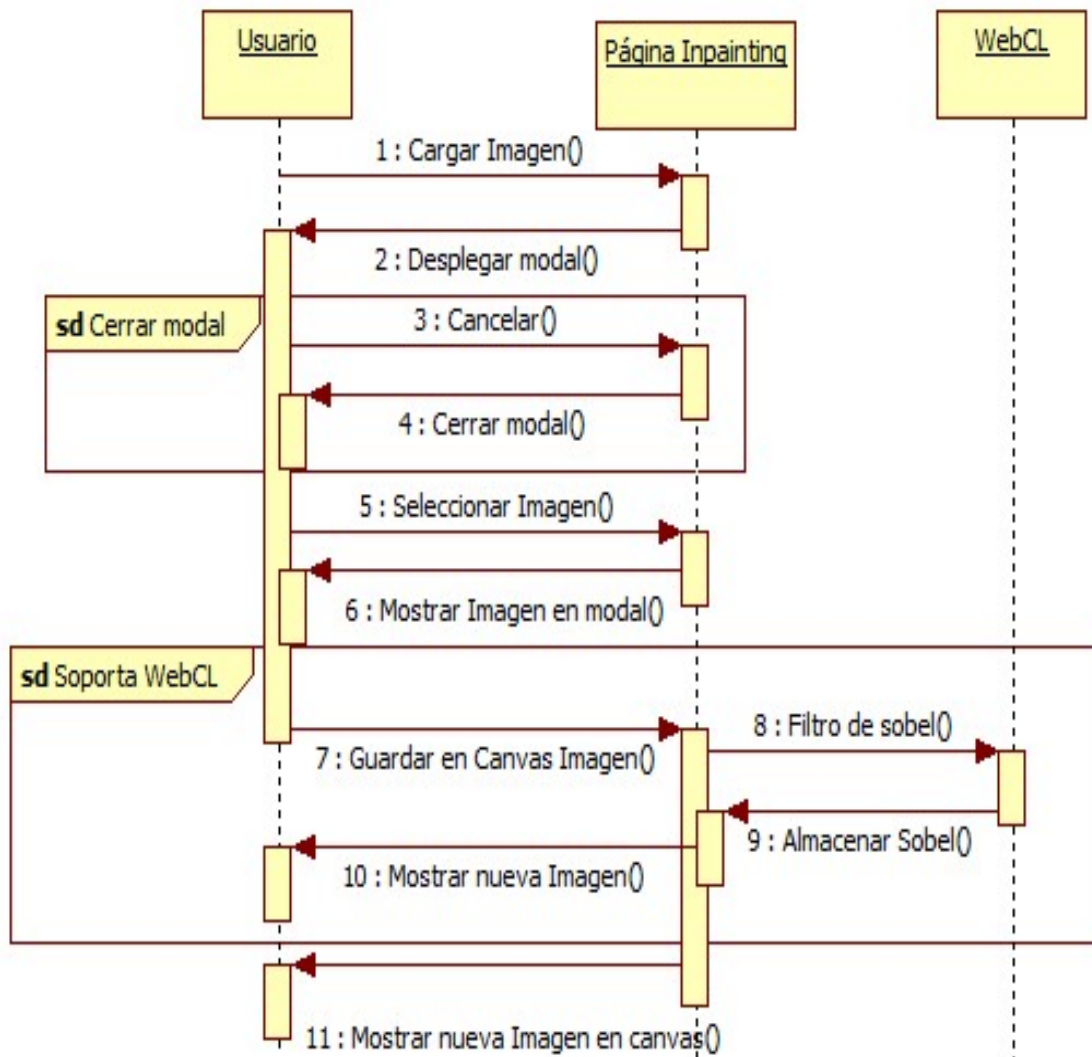 Usuario
Página Inpainting
WebCL
1 : Cargar Imagen()
2 : Desplegar modal()
sd Cerrar modal
3 : Cancelar()
4 : Cerrar modal()
5 : Seleccionar Imagen()
6 : Mostrar Imagen en modal()
sd Soporta WebCL
7 : Guardar en Canvas Imagen()
8 : Filtro de sobel()
9 : Almacenar Sobel()
10 : Mostrar nueva Imagen()
11 : Mostrar nueva Imagen en canvas()